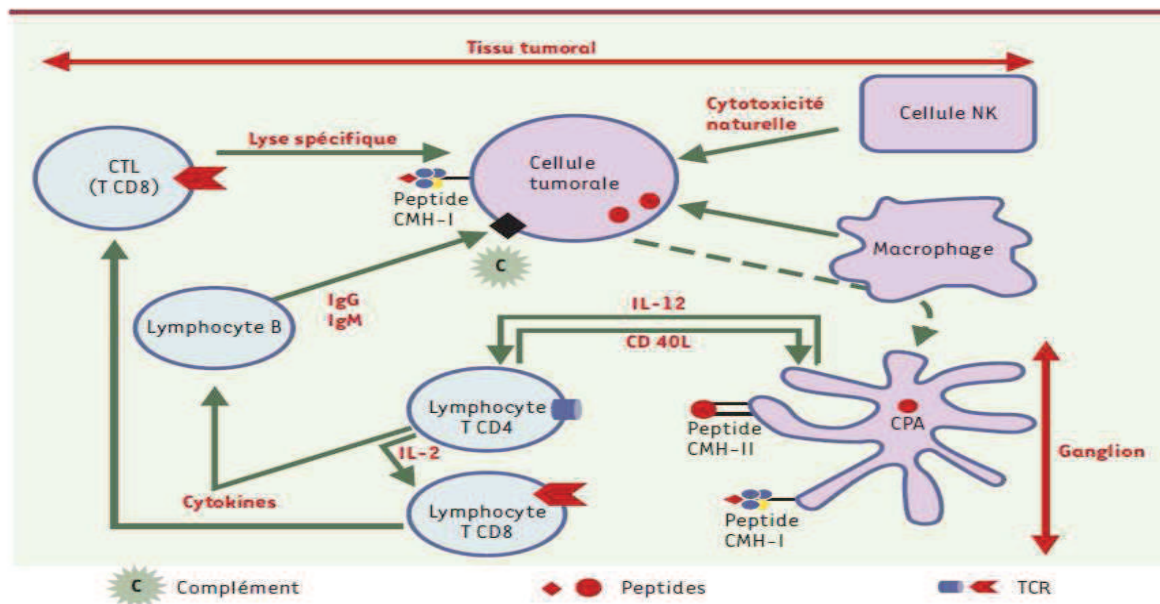 Tissu tumoral
Cytotoxicité
naturelle
Cellule NK
Lyse spécifique
CTL
(T CD8)
Cellule
tumorale
Peptide
CMH-I
Macrophage
C
IgG
IgM
Lymphocyte B
IL-12
CD 40L
Lymphocyte
T CD4
Peptide
CMH-II
CPA
Ganglion
IL-2
Cytokines
Lymphocyte
T CD8
Peptide
CMH-I
C Complément
Peptides
TCR